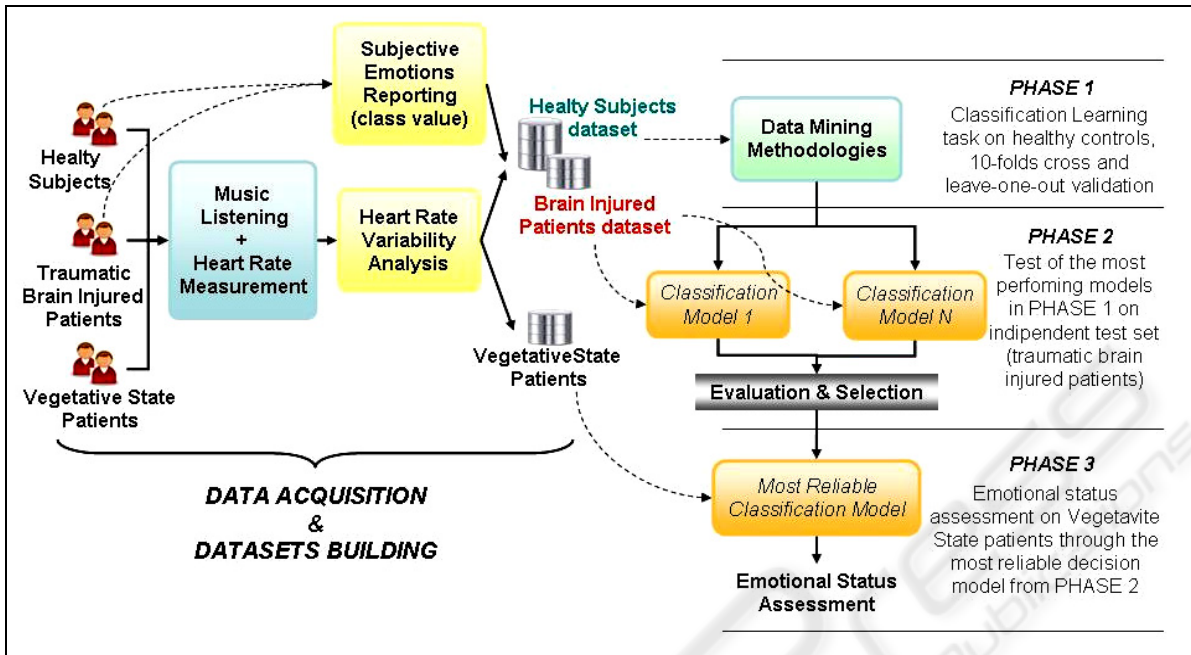 Healty
Subjects
Traumatic
Brain Injured
Patients
Vegetative State
Patients
Music
Listening
+
Heart Rate
Measurement
Subjective
Emotions
Reporting
(class value)
Heart Rate
Variability
Analysis
Healty Subjects
dataset
Brain Injured
Patients dataset
VegetativeState
Patients
DATA ACQUISITION
&
DATASETS BUILDING
Data Mining
Methodologies
Classification
Model 1
Classification
Model N
Evaluation & Selection
Most Reliable
Classification Model
Emotional Status
Assessment
PHASE 1
Classification Learning
task on healthy controls,
10-folds cross and
leave-one-out validation
PHASE 2
Test of the most
perfoming models
in PHASE 1 on
indipendent test set
(traumatic brain
injured patients)
PHASE 3
Emotional status
assessment on Vegetavite
State patients through the
most reliable decision
model from PHASE 2